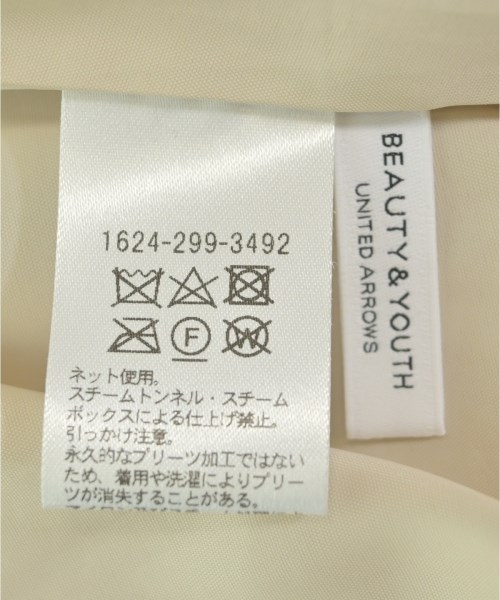 1624-299-3492
F
W
ネット使用。
スチームトンネル・スチーム
ボックスによる仕上げ禁止。
引っかけ注意。
永久的なプリーツ加工ではない
ため、着用や洗濯によりプリー
ツが消失することがある。
BEAUTY & YOUTH
UNITED ARROWS